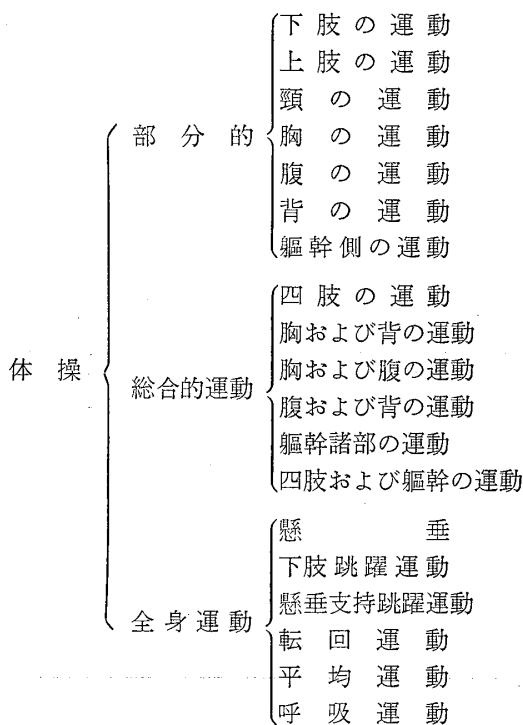 体操
部分的
下肢の運動
上肢の運動
頸の運動
胸の運動
腹の運動
背の運動
軀幹側の運動
総合的運動
四肢の運動
胸および背の運動
胸および腹の運動
腹および背の運動
軀幹諸部の運動
四肢および軀幹の運動
全身運動
懸垂
下肢跳躍運動
懸垂支持跳躍運動
転回運動
平均運動
呼吸運動